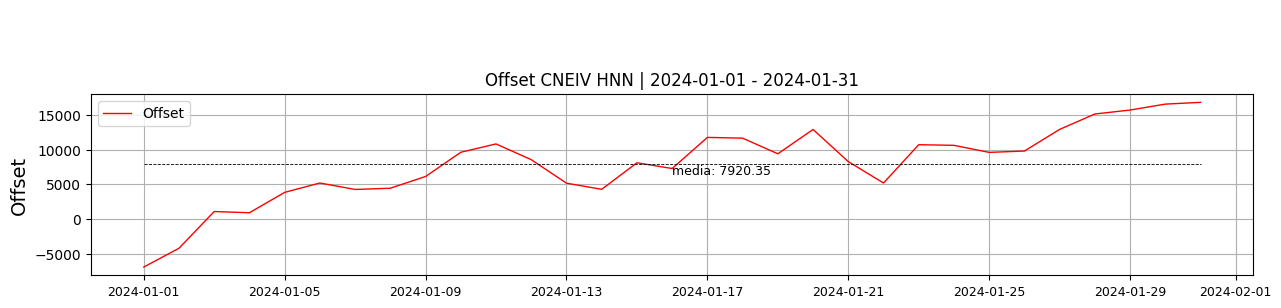 Offset CNEIV HNN | 2024-01-01 - 2024-01-31
Offset
Offset
15000
10000
5000
0
−5000
media: 7920.35
2024-01-01 2024-01-05 2024-01-09 2024-01-13 2024-01-17 2024-01-21 2024-01-25 2024-01-29 2024-02-01